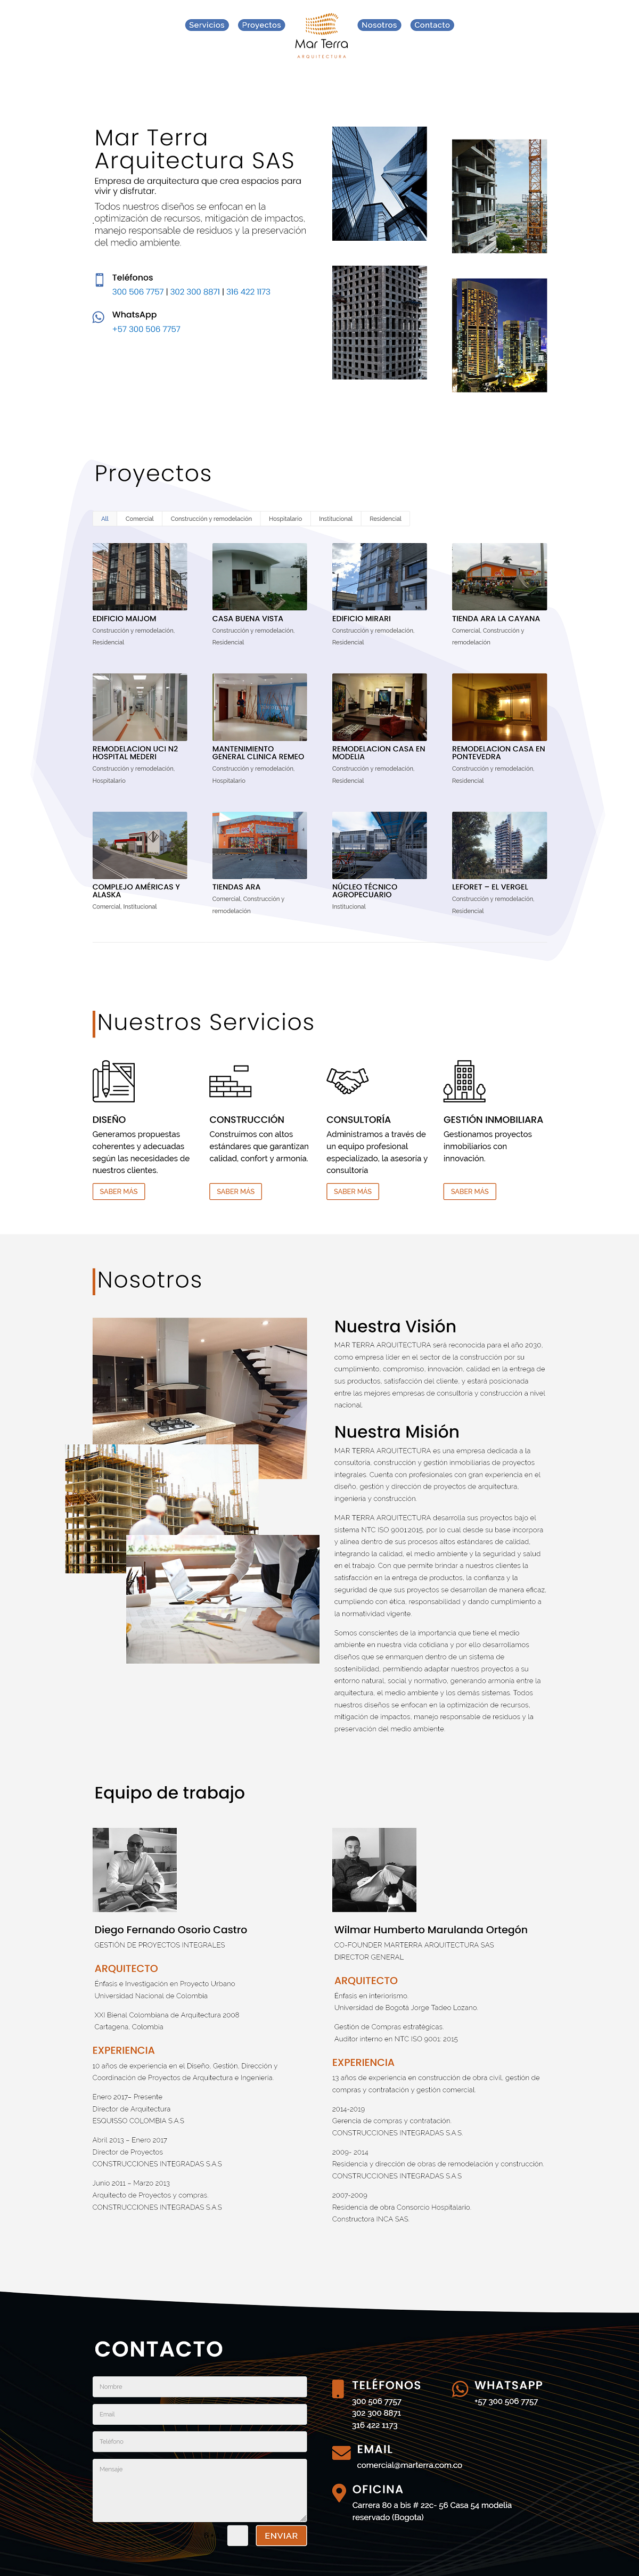 Servicios
Proyectos
Mar Terra
ARQUITECTURA
Nosotros
Contacto
Mar Terra
Arquitectura SAS
Empresa de arquitectura que crea espacios para
vivir y disfrutar.
Todos nuestros diseños se enfocan en la
optimización de recursos, mitigación de impactos,
manejo responsable de residuos y la preservación
del medio ambiente.
Teléfonos
300 506 7757 | 302 300 8871 | 316 422 1173
WhatsApp
+57 300 506 7757
Proyectos
All
Comercial
Construcción y remodelación
Hospitalario
Institucional
Residencial
EDIFICIO MAIJOM
Construcción y remodelación,
Residencial
CASA BUENA VISTA
Construcción y remodelación,
Residencial
EDIFICIO MIRARI
Construcción y remodelación,
Residencial
TIENDA ARA LA CAYANA
Comercial, Construcción y
remodelación
REMODELACION UCI N2
HOSPITAL MEDERI
Construcción y remodelación,
Hospitalario
MANTENIMIENTO
GENERAL CLINICA REMEO
Construcción y remodelación,
Hospitalario
REMODELACION CASA EN
MODELIA
Construcción y remodelación,
Residencial
REMODELACION CASA EN
PONTEVEDRA
Construcción y remodelación,
Residencial
COMPLEJO AMÉRICAS Y
ALASKA
Comercial, Institucional
TIENDAS ARA
Comercial, Construcción y
remodelación
NÚCLEO TÉCNICO
AGROPECUARIO
Institucional
LEFORET – EL VERGEL
Construcción y remodelación,
Residencial
Nuestros Servicios
DISEÑO
Generamos propuestas
coherentes y adecuadas
según las necesidades de
nuestros clientes.
SABER MÁS
CONSTRUCCIÓN
Construimos con altos
estándares que garantizan
calidad, confort y armonía.
SABER MÁS
CONSULTORÍA
Administramos a través de
un equipo profesional
especializado, la asesoría y
consultoría
SABER MÁS
GESTIÓN INMOBILIARA
Gestionamos proyectos
inmobiliarios con
innovación.
SABER MÁS
Nosotros
Nuestra Visión
MAR TERRA ARQUITECTURA será reconocida para el año 2030,
como empresa líder en el sector de la construcción por su
cumplimiento, compromiso, innovación, calidad en la entrega de
sus productos, satisfacción del cliente, y estará posicionada
entre las mejores empresas de consultoría y construcción a nivel
nacional.
Nuestra Misión
MAR TERRA ARQUITECTURA es una empresa dedicada a la
consultoría, construcción y gestión inmobiliarias de proyectos
integrales. Cuenta con profesionales con gran experiencia en el
diseño, gestión y dirección de proyectos de arquitectura,
ingeniería y construcción.
MAR TERRA ARQUITECTURA desarrolla sus proyectos bajo el
sistema NTC ISO 9001:2015, por lo cual desde su base incorpora
y alinea dentro de sus procesos altos estándares de calidad,
integrando la calidad, el medio ambiente y la seguridad y salud
en el trabajo. Con que permite brindar a nuestros clientes la
satisfacción en la entrega de productos, la confianza y la
seguridad de que sus proyectos se desarrollan de manera eficaz,
cumpliendo con ética, responsabilidad y dando cumplimiento a
la normatividad vigente.
Somos conscientes de la importancia que tiene el medio
ambiente en nuestra vida cotidiana y por ello desarrollamos
diseños que se enmarquen dentro de un sistema de
sostenibilidad, permitiendo adaptar nuestros proyectos a su
entorno natural, social y normativo, generando armonía entre la
arquitectura, el medio ambiente y los demás sistemas. Todos
nuestros diseños se enfocan en la optimización de recursos,
mitigación de impactos, manejo responsable de residuos y la
preservación del medio ambiente.
Equipo de trabajo
Diego Fernando Osorio Castro
GESTIÓN DE PROYECTOS INTEGRALES
ARQUITECTO
Énfasis e Investigación en Proyecto Urbano
Universidad Nacional de Colombia
XXI Bienal Colombiana de Arquitectura 2008
Cartagena, Colombia
EXPERIENCIA
10 años de experiencia en el Diseño, Gestión, Dirección y
Coordinación de Proyectos de Arquitectura e Ingeniería.
Enero 2017– Presente
Director de Arquitectura
ESQUISSO COLOMBIA S.A.S
Abril 2013 – Enero 2017
Director de Proyectos
CONSTRUCCIONES INTEGRADAS S.A.S
Junio 2011 – Marzo 2013
Arquitecto de Proyectos y compras
CONSTRUCCIONES INTEGRADAS S.A.S
Wilmar Humberto Marulanda Ortegón
CO-FOUNDER MARTERRA ARQUITECTURA SAS
DIRECTOR GENERAL
ARQUITECTO
Énfasis en Interiorismo.
Universidad de Bogotá Jorge Tadeo Lozano.
Gestión de Compras estratégicas.
Auditor interno en NTC ISO 9001: 2015
EXPERIENCIA
13 años de experiencia en construcción de obra civil, gestión de
compras y contratación y gestión comercial.
2014-2019
Gerencia de compras y contratación.
CONSTRUCCIONES INTEGRADAS S.A.S.
2009- 2014
Residencia y dirección de obras de remodelación y construcción.
CONSTRUCCIONES INTEGRADAS S.A.S
2007-2009
Residencia de obra Consorcio Hospitalario.
Constructora INCA SAS.
CONTACTO
Nombre
Email
Teléfono
Mensaje
ENVIAR
TELÉFONOS
300 506 7757
302 300 8871
316 422 1173
WHATSAPP
+57 300 506 7757
EMAIL
comercial@marterra.com.co
OFICINA
Carrera 80 a bis # 22c- 56 Casa 54 modelia
reservado (Bogota)